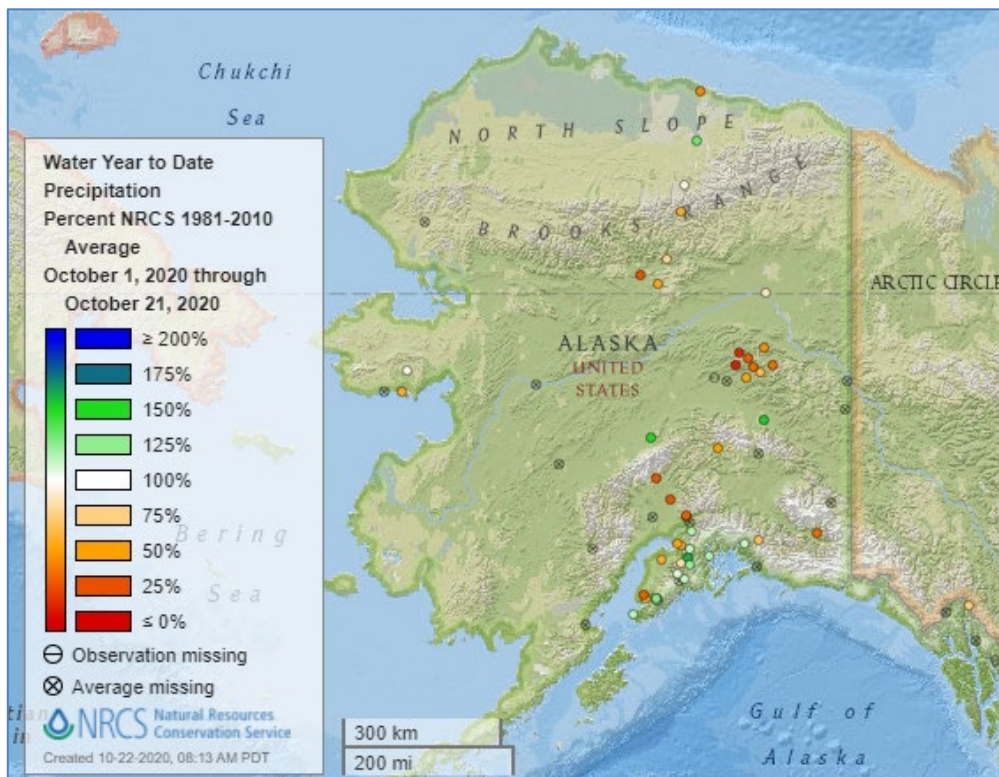 Chukchi
Sea
NORTH SLOPE
BROOKS RANGE
ARCTIC CIRCLE
ALASKA
UNITED
STATES
Bering
Sea
Gulf of
Alaska
Water Year to Date
Precipitation
Percent NRCS 1981-2010
Average
October 1, 2020 through
October 21, 2020
≥ 200%
175%
150%
125%
100%
75%
50%
25%
≤ 0%
Observation missing
Average missing
NRCS Natural Resources
Conservation Service
Created 10-22-2020, 08:13 AM PDT
300 km
200 mi